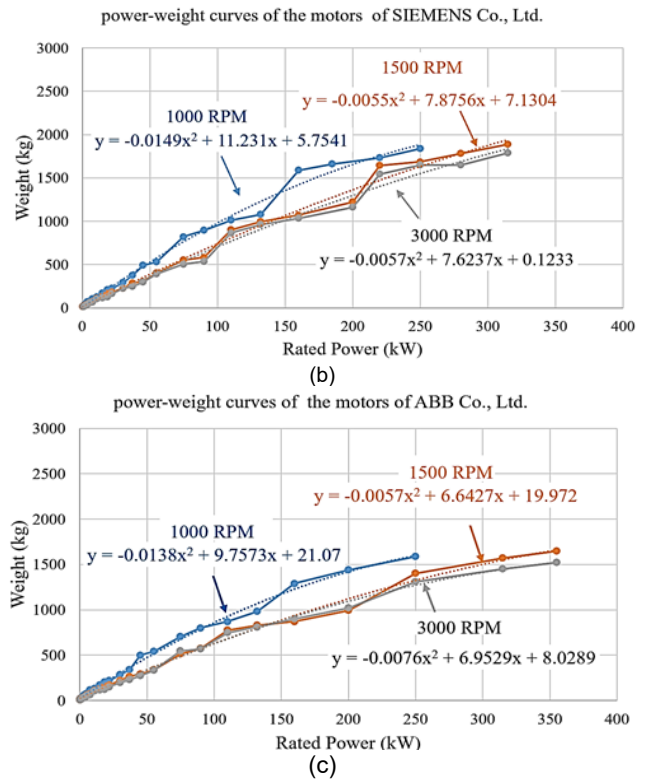 power-weight curves of the motors of SIEMENS Co., Ltd.
3000
2500
2000
1500
1000
500
0
Weight (kg)
1500 RPM
y = -0.0055x² + 7.8756x + 7.1304
1000 RPM
y = -0.0149x² + 11.231x + 5.7541
3000 RPM
y = -0.0057x² + 7.6237x + 0.1233
0 50 100 150 200 250 300 350 400
Rated Power (kW)
(b)
power-weight curves of the motors of ABB Co., Ltd.
3000
2500
2000
1500
1000
500
0
Weight (kg)
1500 RPM
y = -0.0057x² + 6.6427x + 19.972
1000 RPM
y = -0.0138x² + 9.7573x + 21.07
3000 RPM
y = -0.0076x² + 6.9529x + 8.0289
0 50 100 150 200 250 300 350 400
Rated Power (kW)
(c)